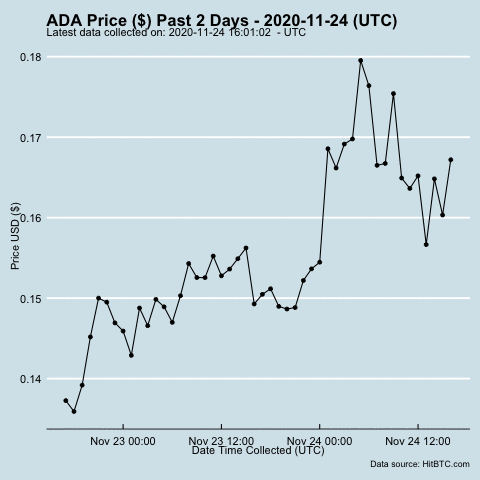 ADA Price ($) Past 2 Days - 2020-11-24 (UTC)
Latest data collected on: 2020-11-24 16:01:02 - UTC
0.18
0.17
0.16
0.15
0.14
Price USD ($)
Nov 23 00:00
Nov 23 12:00
Nov 24 00:00
Nov 24 12:00
Date Time Collected (UTC)
Data source: HitBTC.com